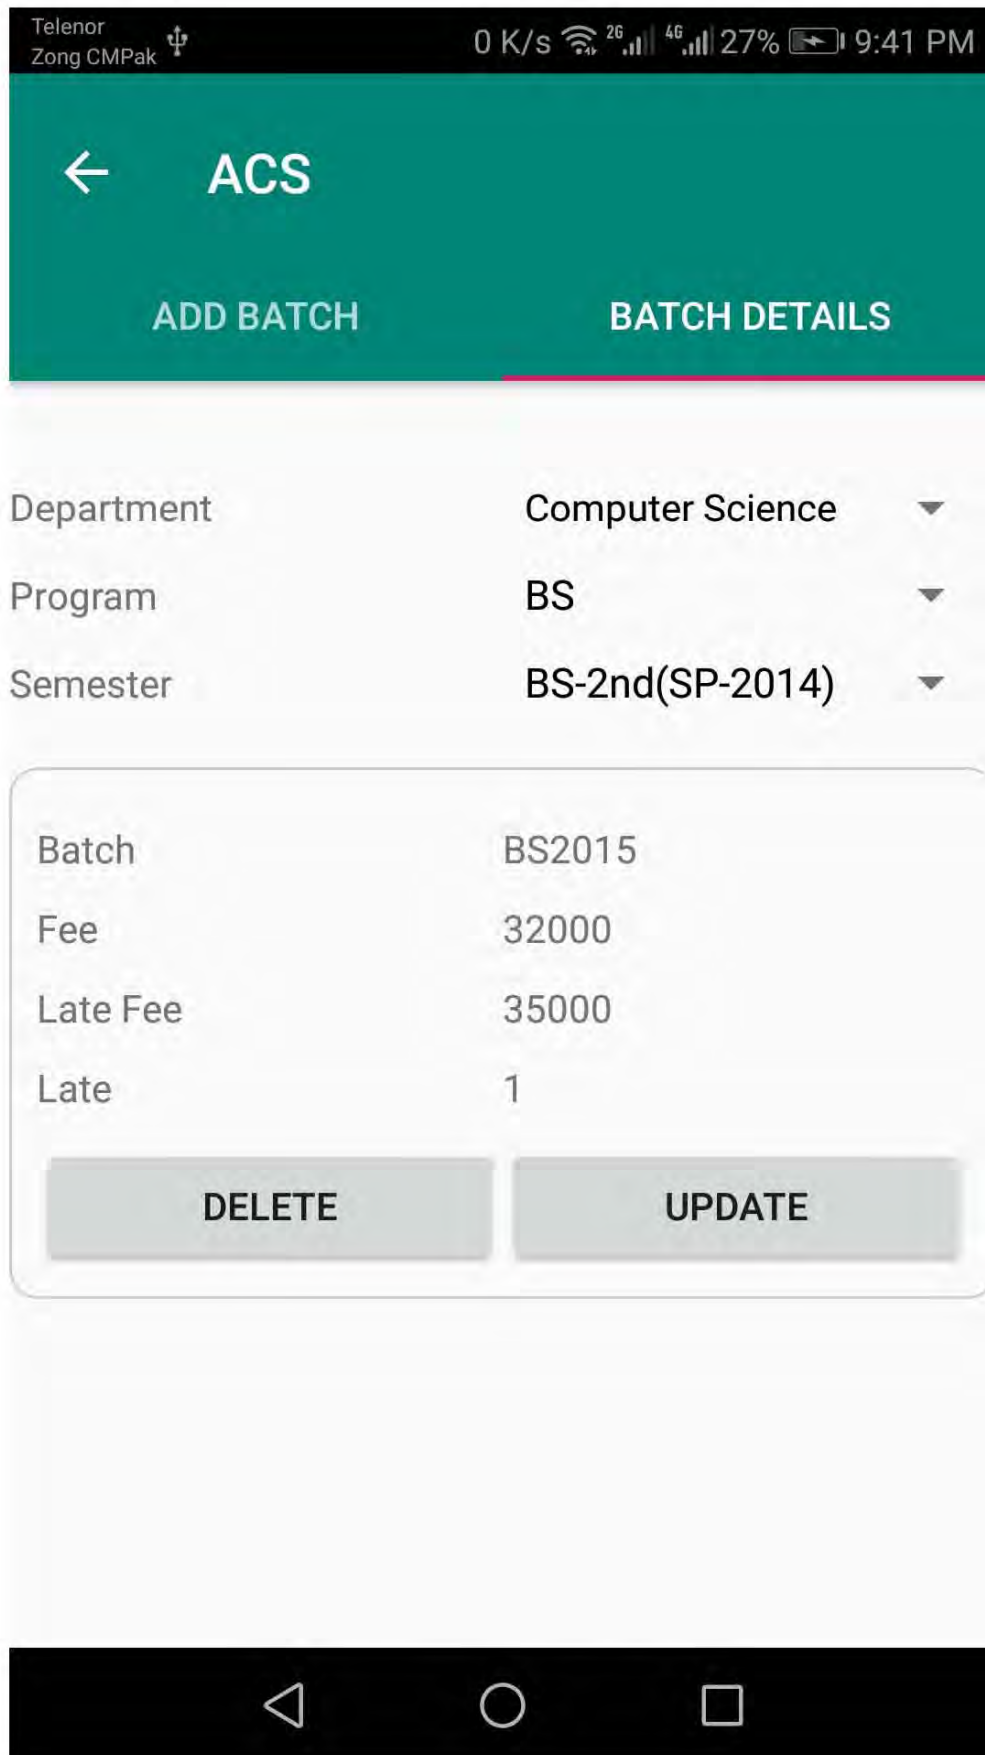 Telenor
Zong CMPak
0 K/s 2G 4G 27% 9:41 PM
ACS
ADD BATCH BATCH DETAILS
Department Computer Science
Program BS
Semester BS-2nd(SP-2014)
Batch BS2015
Fee 32000
Late Fee 35000
Late 1
DELETE UPDATE